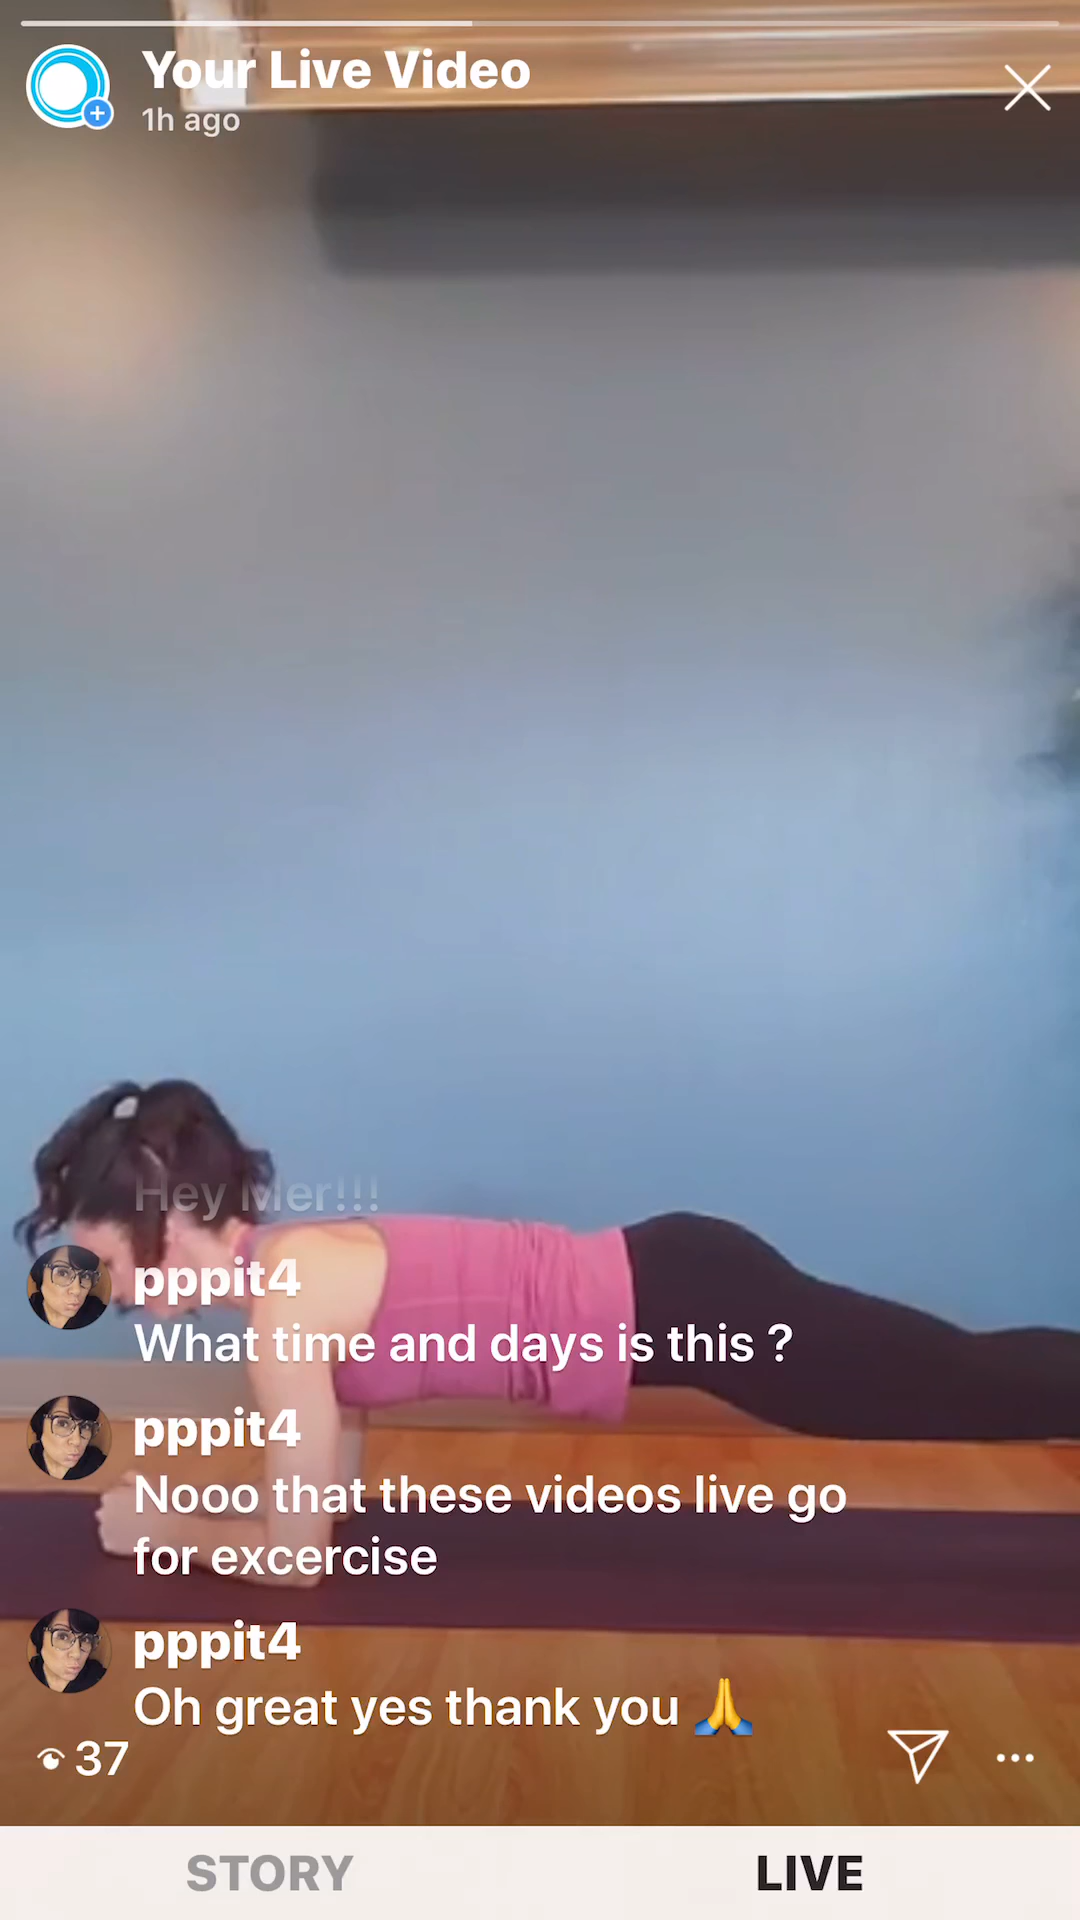 Your Live Video
1h ago
Hey Mer!!!
pppit4
What time and days is this ?
pppit4
Nooo that these videos live go
for excercise
pppit4
Oh great yes thank you 🙏
37
STORY
LIVE